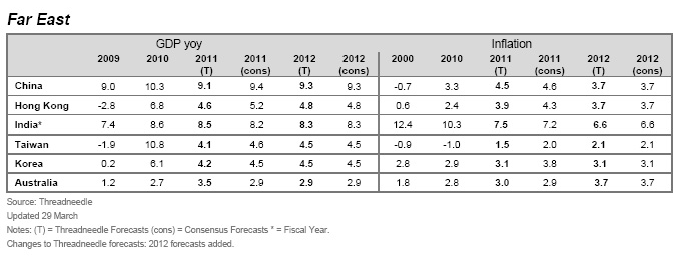 Far East
GDP yoy Inflation
2009 2010 2011 (T) 2011 (cons) 2012 (T) 2012 (cons) 2000 2010 2011 (T) 2011 (cons) 2012 (T) 2012 (cons)
China 9.0 10.3 9.1 9.4 9.3 9.3 -0.7 3.3 4.5 4.6 3.7 3.7
Hong Kong -2.8 6.8 4.6 5.2 4.8 4.8 0.6 2.4 3.9 4.3 3.7 3.7
India* 7.4 8.6 8.5 8.2 8.3 8.3 12.4 10.3 7.5 7.2 6.6 6.6
Taiwan -1.9 10.8 4.1 4.6 4.5 4.5 -0.9 -1.0 1.5 2.0 2.1 2.1
Korea 0.2 6.1 4.2 4.5 4.5 4.5 2.8 2.9 3.1 3.8 3.1 3.1
Australia 1.2 2.7 3.5 2.9 2.9 2.9 1.8 2.8 3.0 2.9 3.7 3.7
Source: Threadneedle
Updated 29 March
Notes: (T) = Threadneedle Forecasts (cons) = Consensus Forecasts * = Fiscal Year.
Changes to Threadneedle forecasts: 2012 forecasts added.